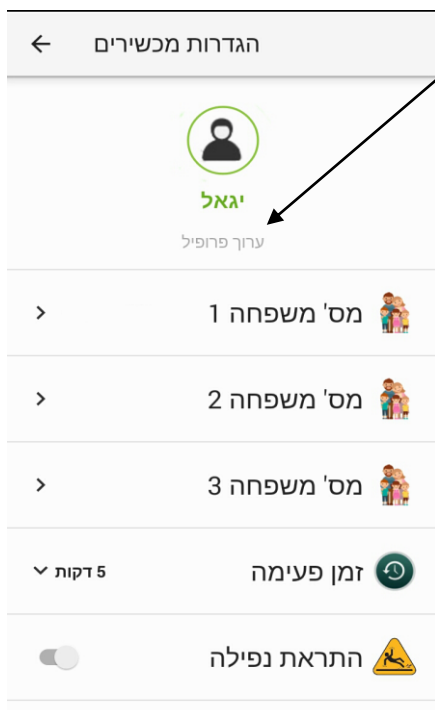 הגדרות מכשירים
יגאל
ערוך פרופיל
מס' משפחה 1
מס' משפחה 2
מס' משפחה 3
זמן פעימה 5 דקות
התראת נפילה